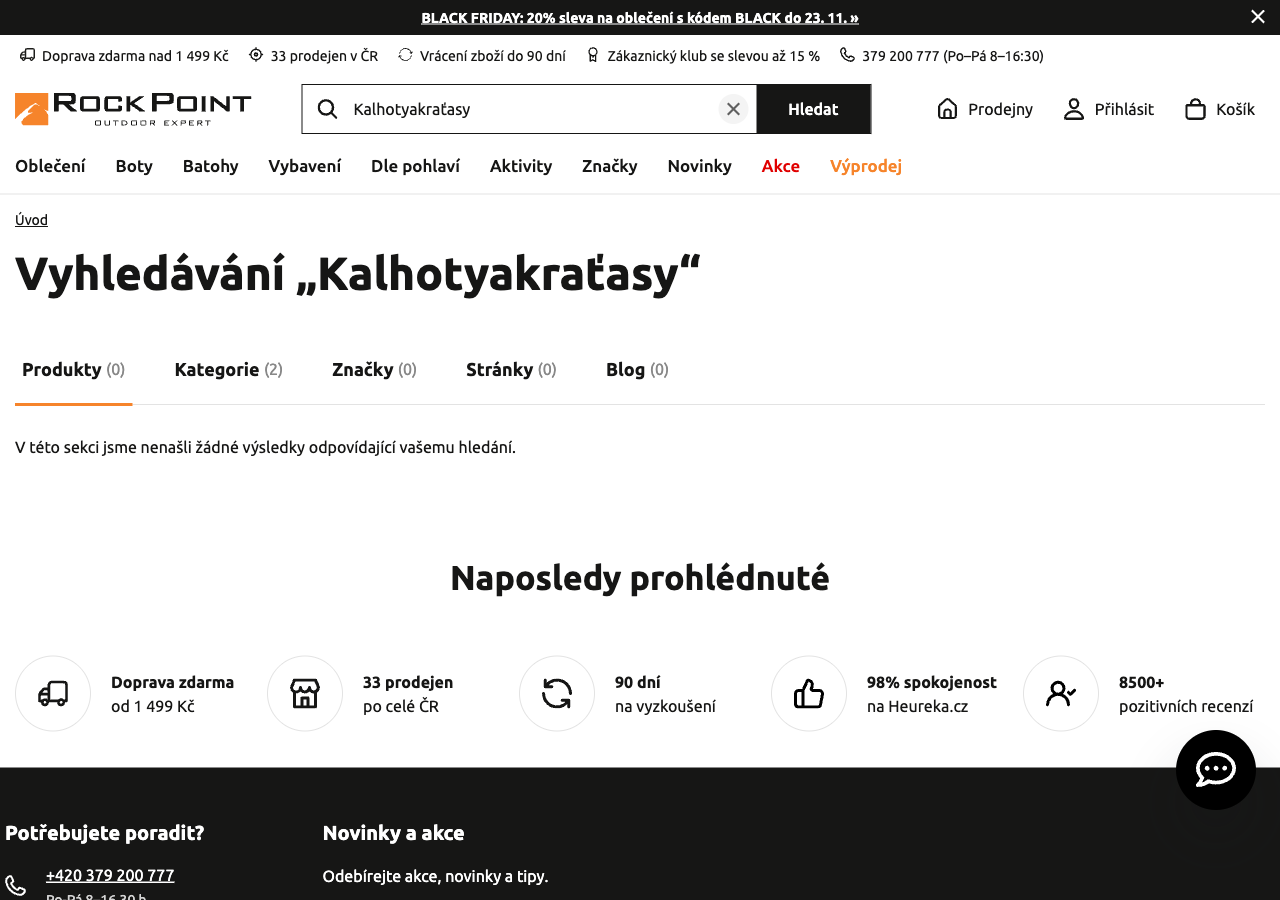 BLACK FRIDAY: 20% sleva na oblečení s kódem BLACK do 23. 11. »
Doprava zdarma nad 1 499 Kč 33 prodejen v ČR Vrácení zboží do 90 dní Zákaznický klub se slevou až 15 % 379 200 777 (Po–Pá 8–16:30)
ROCK POINT
OUTDOOR EXPERT
Kalhotyakraťasy
Hledat
Prodejny Přihlásit Košík
Oblečení Boty Batohy Vybavení Dle pohlaví Aktivity Značky Novinky Akce Výprodej
Úvod
Vyhledávání „Kalhotyakraťasy“
Produkty (0) Kategorie (2) Značky (0) Stránky (0) Blog (0)
V této sekci jsme nenašli žádné výsledky odpovídající vašemu hledání.
Naposledy prohlédnuté
Doprava zdarma
od 1 499 Kč
33 prodejen
po celé ČR
90 dní
na vyzkoušení
98% spokojenost
na Heureka.cz
8500+
pozitivních recenzí
Potřebujete poradit?
+420 379 200 777
Po-Pá 8–16.30 h
Novinky a akce
Odebírejte akce, novinky a tipy.